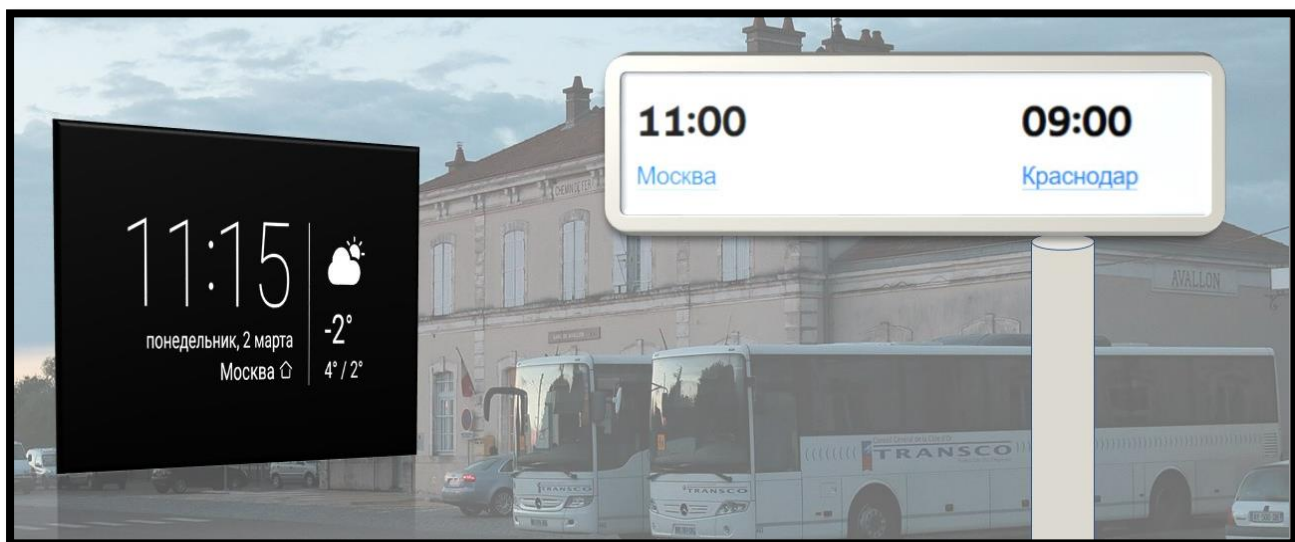 11:15
понедельник, 2 марта
Москва
-2°
4° / 2°
11:00 09:00
Москва Краснодар
AVALLON
TRANSCO
TRANSCO
TRANSCO